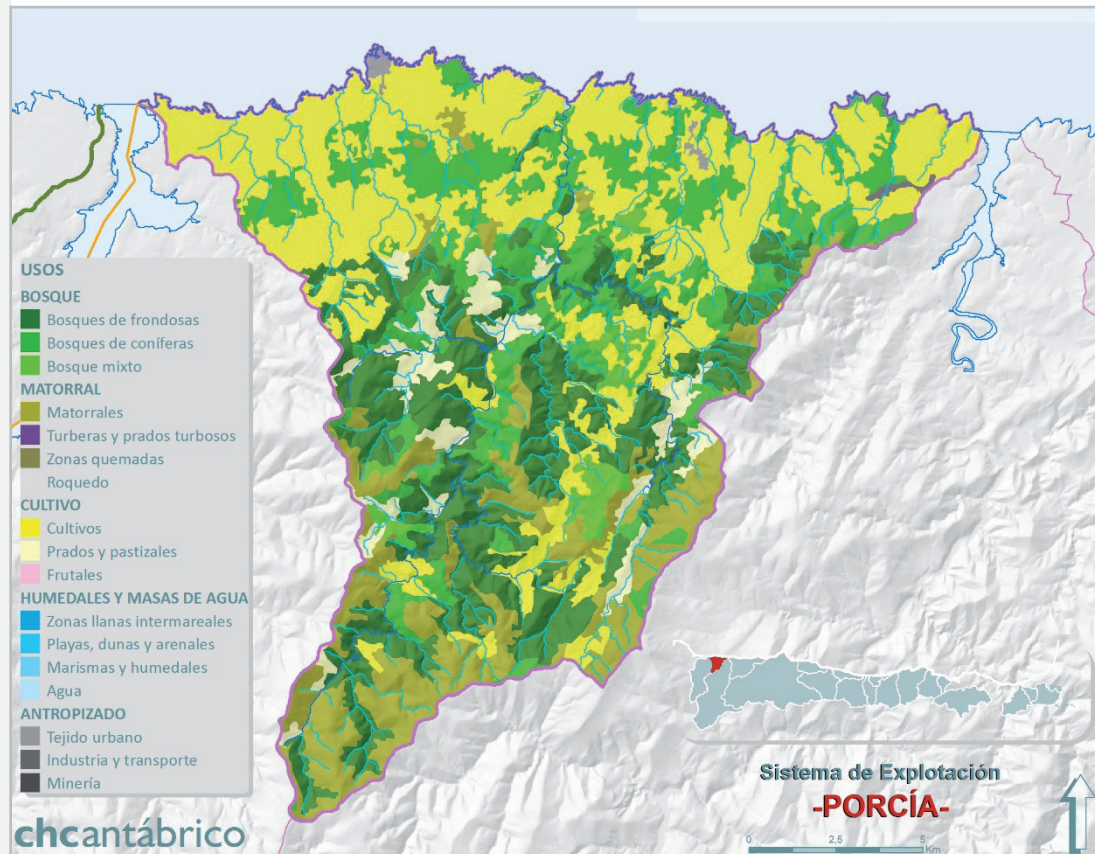 USOS
BOSQUE
Bosques de frondosas
Bosques de coníferas
Bosque mixto
MATORRAL
Matorrales
Turberas y prados turbosos
Zonas quemadas
Roquedo
CULTIVO
Cultivos
Prados y pastizales
Frutales
HUMEDALES Y MASAS DE AGUA
Zonas llanas intermareales
Playas, dunas y arenales
Marismas y humedales
Agua
ANTROPIZADO
Tejido urbano
Industria y transporte
Minería
chcantábrico
Sistema de Explotación
-PORCÍA-
0 2,5 5
Km